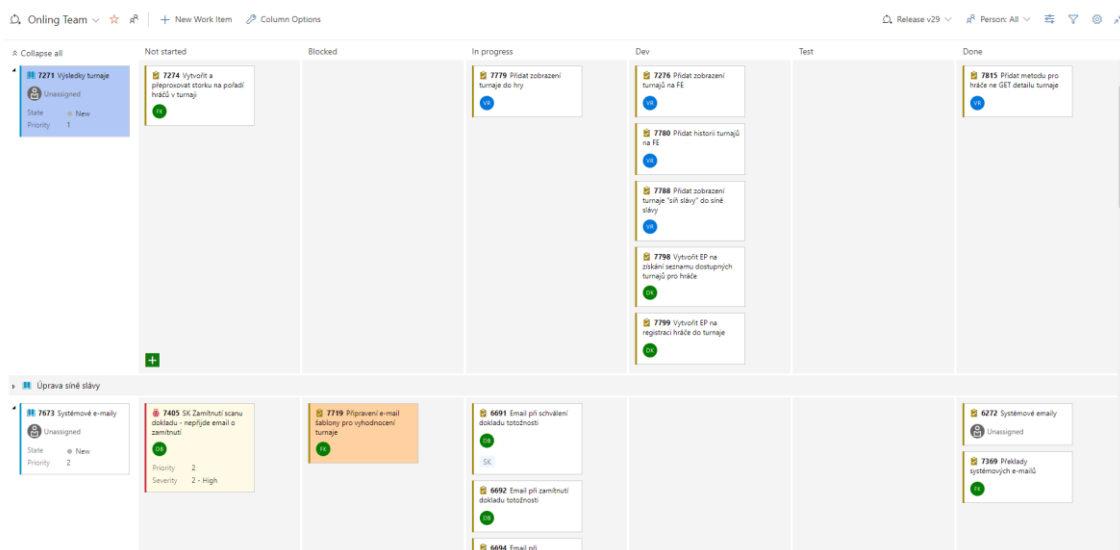 Onling Team
New Work Item
Column Options
Release v29
Person: All
Collapse all
Not started
Blocked
In progress
Dev
Test
Done
7271 Výsledky turnaje
Unassigned
State New
Priority 1
7274 Vytvořit a
přeproxovat storku na pořadí
hráčů v turnaji
FK
7779 Přidat zobrazení
turnaje do hry
VR
7276 Přidat zobrazení
turnajů na FE
VR
7780 Přidat historii turnajů
na FE
VR
7788 Přidat zobrazení
turnaje "síň slávy" do síně
slávy
VR
7798 Vytvořit EP na
získání seznamu dostupných
turnajů pro hráče
DK
7799 Vytvořit EP na
registraci hráče do turnaje
DK
7815 Přidat metodu pro
hráče ne GET detailu turnaje
VR
Úprava síně slávy
7673 Systémové e-maily
Unassigned
State New
Priority 2
7405 SK Zamítnutí scanu
dokladu - nepřijde email o
zamítnutí
DB
Priority 2
Severity 2 - High
7719 Připravení e-mail
šablony pro vyhodnocení
turnaje
FK
6691 Email při schválení
dokladu totožnosti
DB
SK
6692 Email při zamítnutí
dokladu totožnosti
DB
6694 Email při
6272 Systémové emaily
Unassigned
7369 Překlady
systémových e-mailů
FK